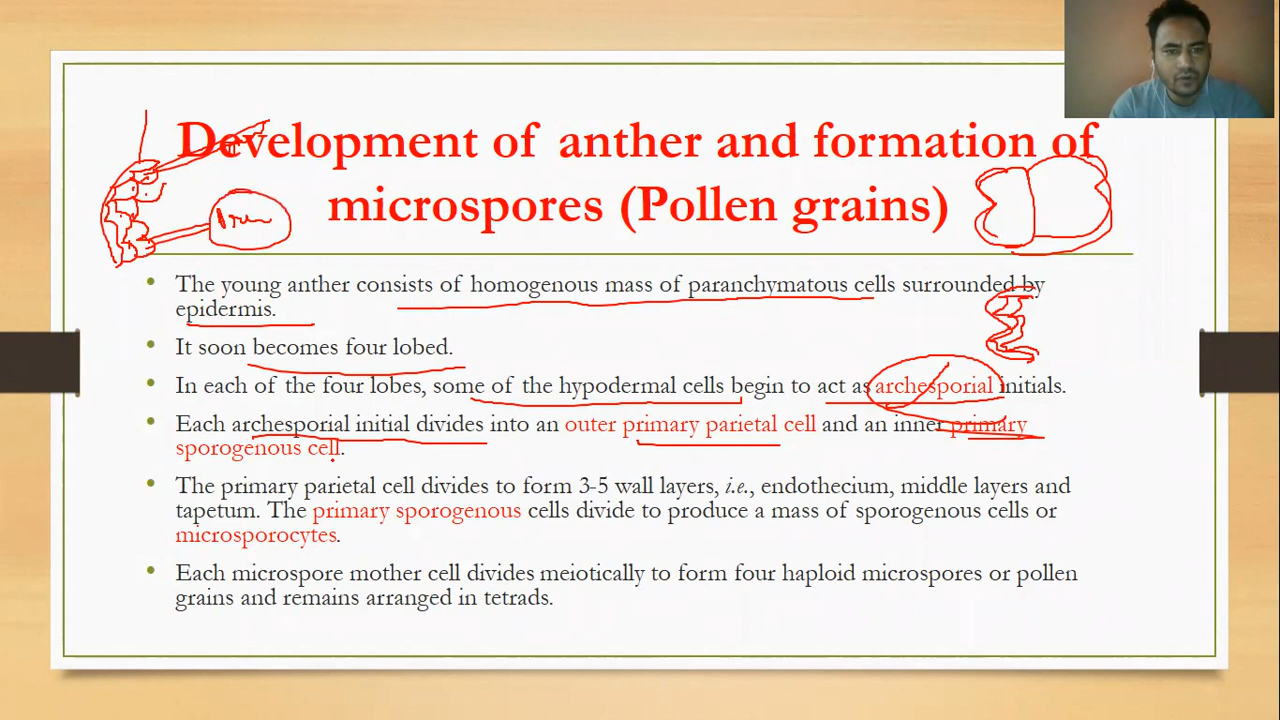 Development of anther and formation of
microspores (Pollen grains)
• The young anther consists of homogenous mass of paranchymatous cells surrounded by
epidermis.
• It soon becomes four lobed.
• In each of the four lobes, some of the hypodermal cells begin to act as archesporial initials.
• Each archesporial initial divides into an outer primary parietal cell and an inner primary
sporogenous cell.
• The primary parietal cell divides to form 3-5 wall layers, i.e., endothecium, middle layers and
tapetum. The primary sporogenous cells divide to produce a mass of sporogenous cells or
microsporocytes.
• Each microspore mother cell divides meiotically to form four haploid microspores or pollen
grains and remains arranged in tetrads.